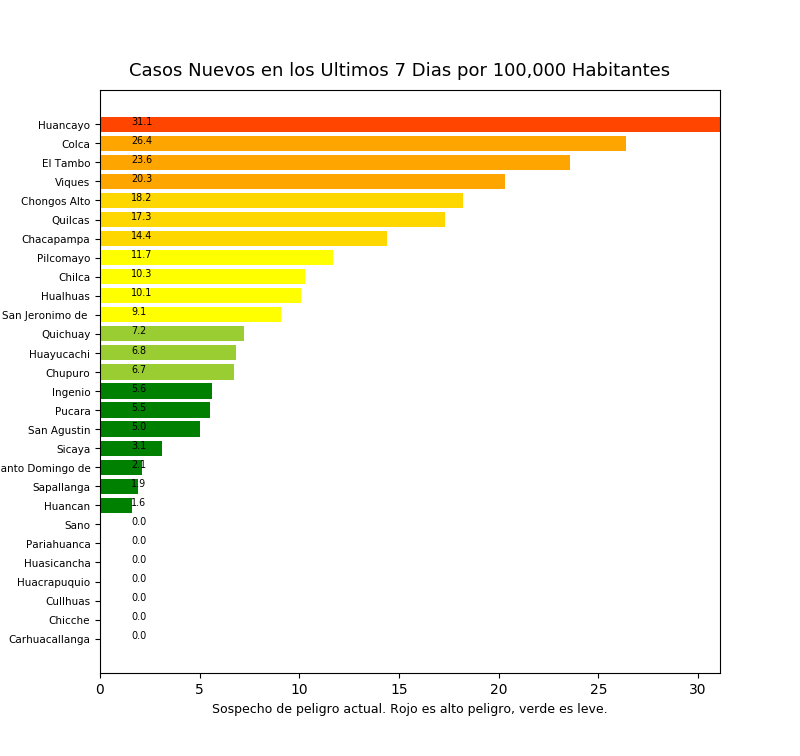 Casos Nuevos en los Ultimos 7 Dias por 100,000 Habitantes
Huancayo 31.1
Colca 26.4
El Tambo 23.6
Viques 20.3
Chongos Alto 18.2
Quilcas 17.3
Chacapampa 14.4
Pilcomayo 11.7
Chilca 10.3
Hualhuas 10.1
San Jeronimo de 9.1
Quichuay 7.2
Huayucachi 6.8
Chupuro 6.7
Ingenio 5.6
Pucara 5.5
San Agustin 5.0
Sicaya 3.1
anto Domingo de 2.1
Sapallanga 1.9
Huancan 1.6
Sano 0.0
Pariahuanca 0.0
Huasicancha 0.0
Huacrapuquio 0.0
Cullhuas 0.0
Chicche 0.0
Carhuacallanga 0.0
0 5 10 15 20 25 30
Sospecho de peligro actual. Rojo es alto peligro, verde es leve.